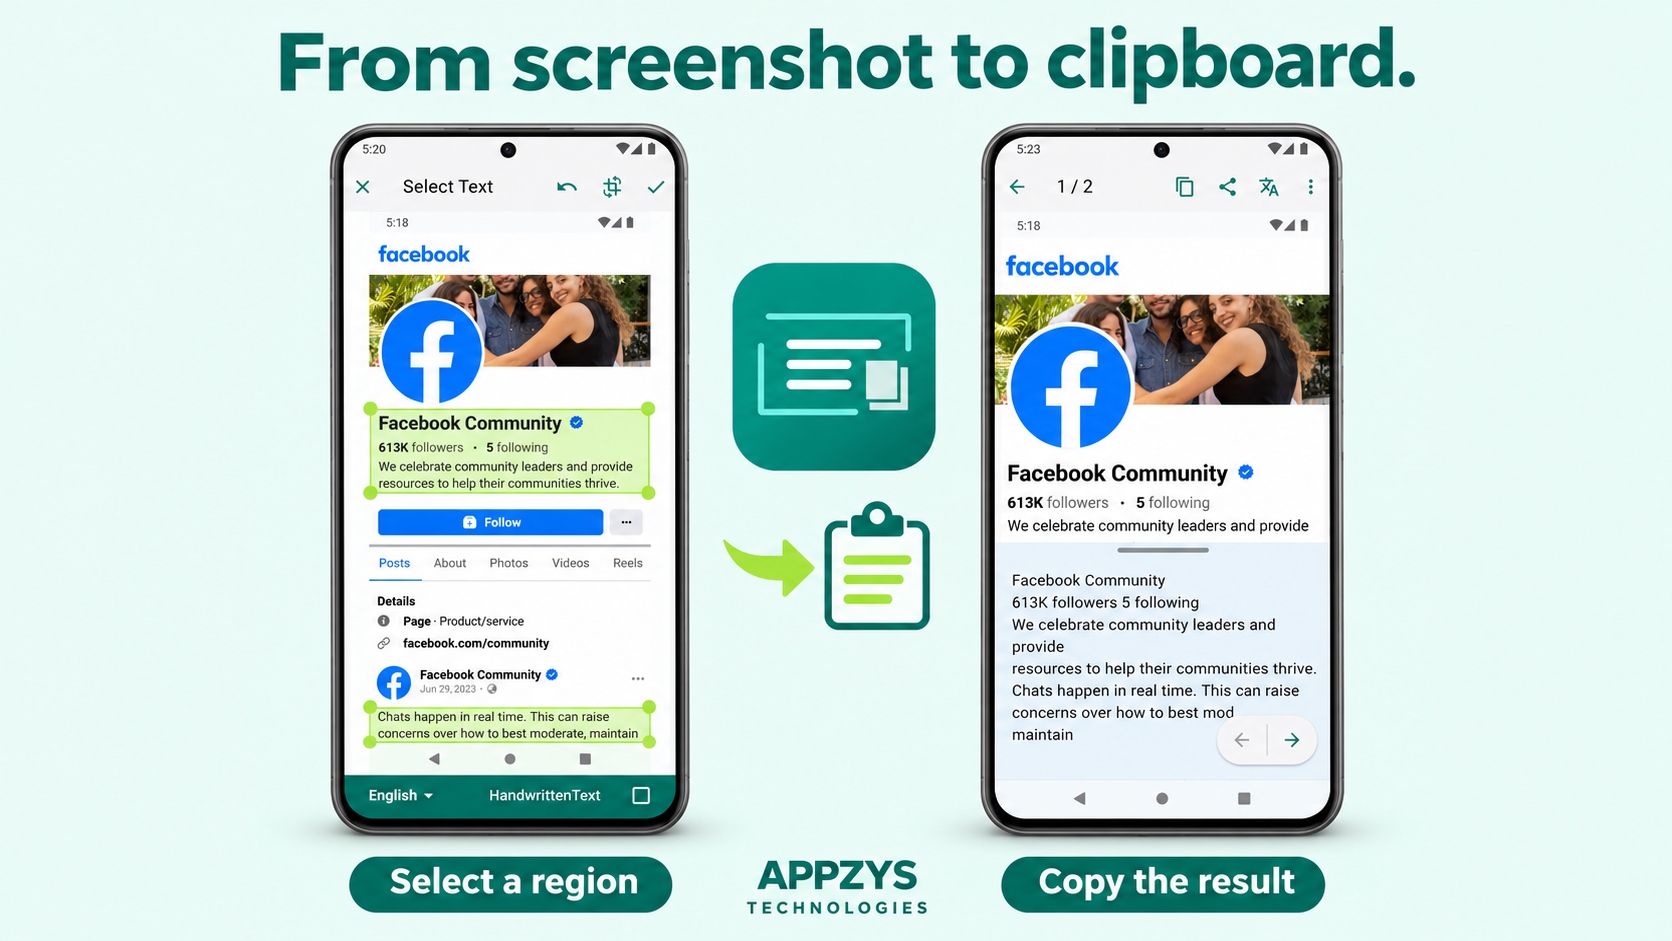 From screenshot to clipboard.
5:20
Select Text
5:18
facebook
Facebook Community
613K followers · 5 following
We celebrate community leaders and provide
resources to help their communities thrive.
Follow
Posts About Photos Videos Reels
Details
Page · Product/service
facebook.com/community
Facebook Community
Jun 29, 2023 ·
Chats happen in real time. This can raise
concerns over how to best moderate, maintain
English HandwrittenText
Select a region
APPZYS
TECHNOLOGIES
5:23
1 / 2
5:18
facebook
Facebook Community
613K followers · 5 following
We celebrate community leaders and provide
Facebook Community
613K followers 5 following
We celebrate community leaders and
provide
resources to help their communities thrive.
Chats happen in real time. This can raise
concerns over how to best mod
maintain
Copy the result